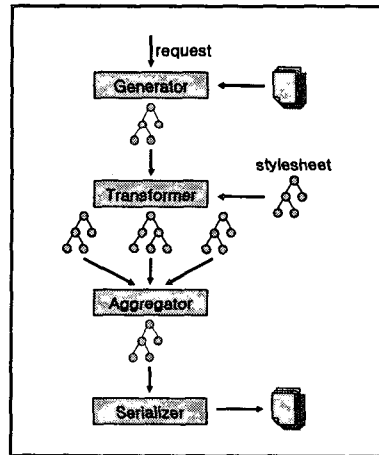 request
Generator
stylesheet
Transformer
Aggregator
Serializer